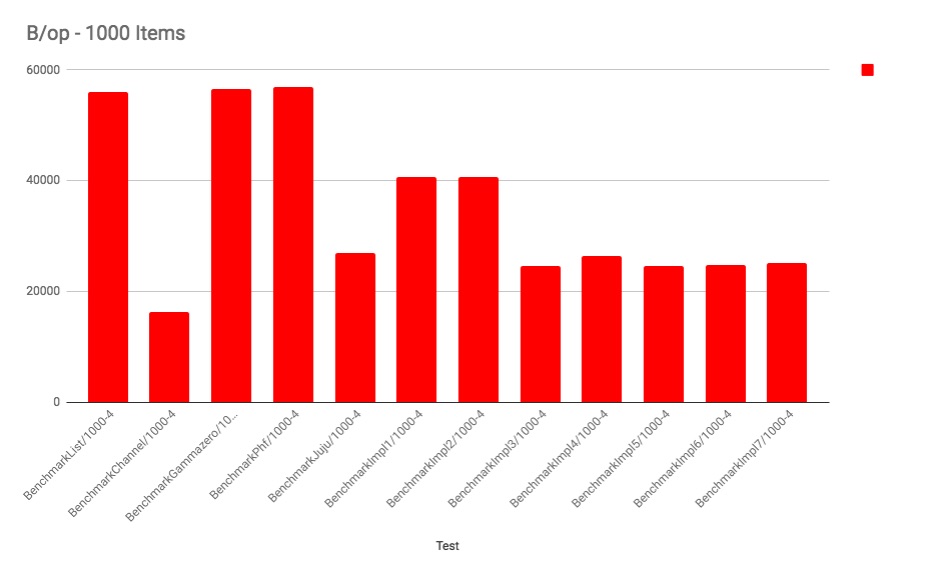 B/op - 1000 Items
60000
40000
20000
0
BenchmarkList/1000-4
BenchmarkChannel/1000-4
BenchmarkGammazero/10...
BenchmarkPhf/1000-4
BenchmarkJuju/1000-4
BenchmarkImpl1/1000-4
BenchmarkImpl2/1000-4
BenchmarkImpl3/1000-4
BenchmarkImpl4/1000-4
BenchmarkImpl5/1000-4
BenchmarkImpl6/1000-4
BenchmarkImpl7/1000-4
Test